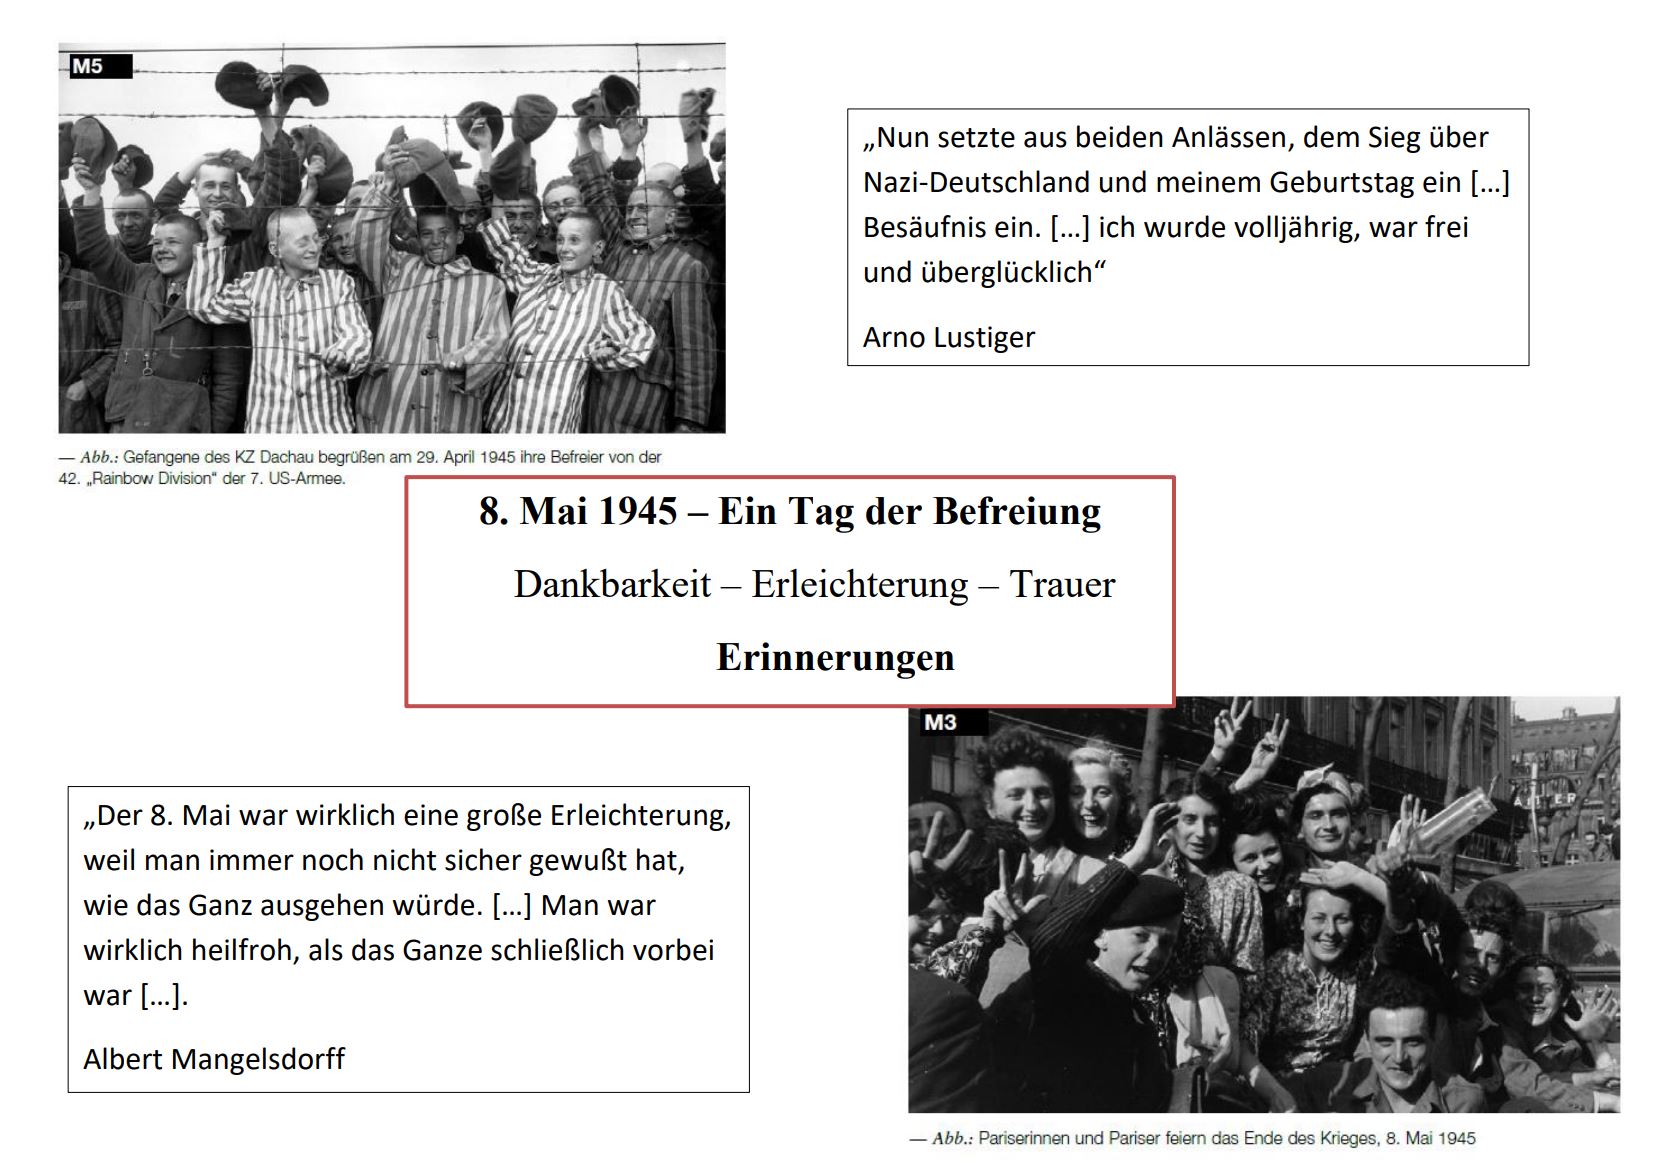 M5
— Abb.: Gefangene des KZ Dachau begrüßen am 29. April 1945 ihre Befreier von der
42. „Rainbow Division“ der 7. US-Armee.
„Nun setzte aus beiden Anlässen, dem Sieg über
Nazi-Deutschland und meinem Geburtstag ein [...]
Besäufnis ein. [...] ich wurde volljährig, war frei
und überglücklich“
Arno Lustiger
8. Mai 1945 – Ein Tag der Befreiung
Dankbarkeit – Erleichterung – Trauer
Erinnerungen
„Der 8. Mai war wirklich eine große Erleichterung,
weil man immer noch nicht sicher gewußt hat,
wie das Ganz ausgehen würde. [...] Man war
wirklich heilfroh, als das Ganze schließlich vorbei
war [...].
Albert Mangelsdorff
M3
— Abb.: Pariserinnen und Pariser feiern das Ende des Krieges, 8. Mai 1945